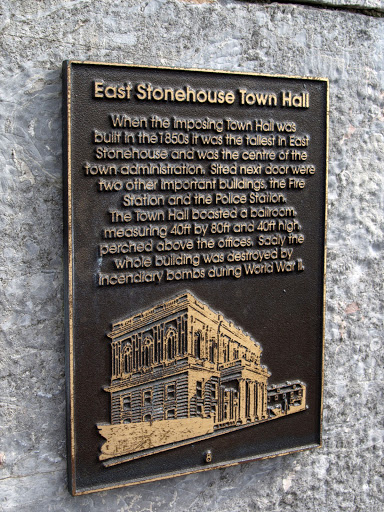 East Stonehouse Town Hall
When the imposing Town Hall was
built in the 1850s it was the tallest in East
Stonehouse and was the centre of the
town administration. Sited next door were
two other important buildings, the Fire
Station and the Police Station.
The Town Hall boasted a ballroom,
measuring 40ft by 80ft and 40ft high,
perched above the offices. Sadly the
whole building was destroyed by
incendiary bombs during World War II.